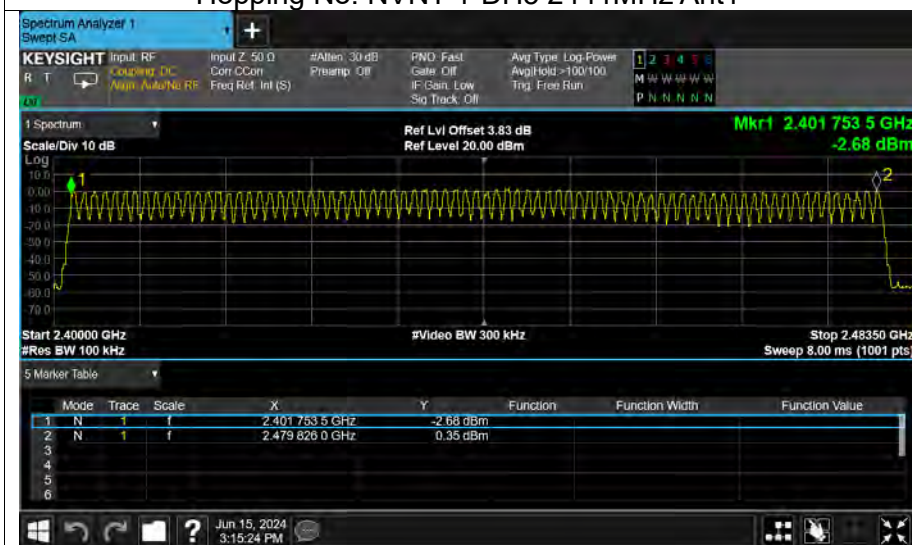 Hopping No. NVNT 1-DH5 2441MHz Ant1
Spectrum Analyzer 1
Swept SA
+
KEYSIGHT Input: RF Input Z: 50 Ω #Atten: 30 dB PNO: Fast Avg Type: Log-Power 1 2 3 4 5 6
R T Coupling: DC Corr CCorr Preamp: Off Gate: Off Avg|Hold:>100/100 M W W W W W
Align: Auto/No RF Freq Ref: Int (S) IF Gain: Low Trig: Free Run
Sig Track: Off P N N N N N
1 Spectrum
Ref Lvl Offset 3.83 dB Mkr1 2.401 753 5 GHz
Scale/Div 10 dB Ref Level 20.00 dBm -2.68 dBm
Log
10.0
0.00
-10.0
-20.0
-30.0
-40.0
-50.0
-60.0
-70.0
1
2
Start 2.40000 GHz #Video BW 300 kHz Stop 2.48350 GHz
#Res BW 100 kHz Sweep 8.00 ms (1001 pts)
5 Marker Table
Mode Trace Scale X Y Function Function Width Function Value
1 N 1 f 2.401 753 5 GHz -2.68 dBm
2 N 1 f 2.479 826 0 GHz 0.35 dBm
3
4
5
6
? Jun 15, 2024
3:15:24 PM